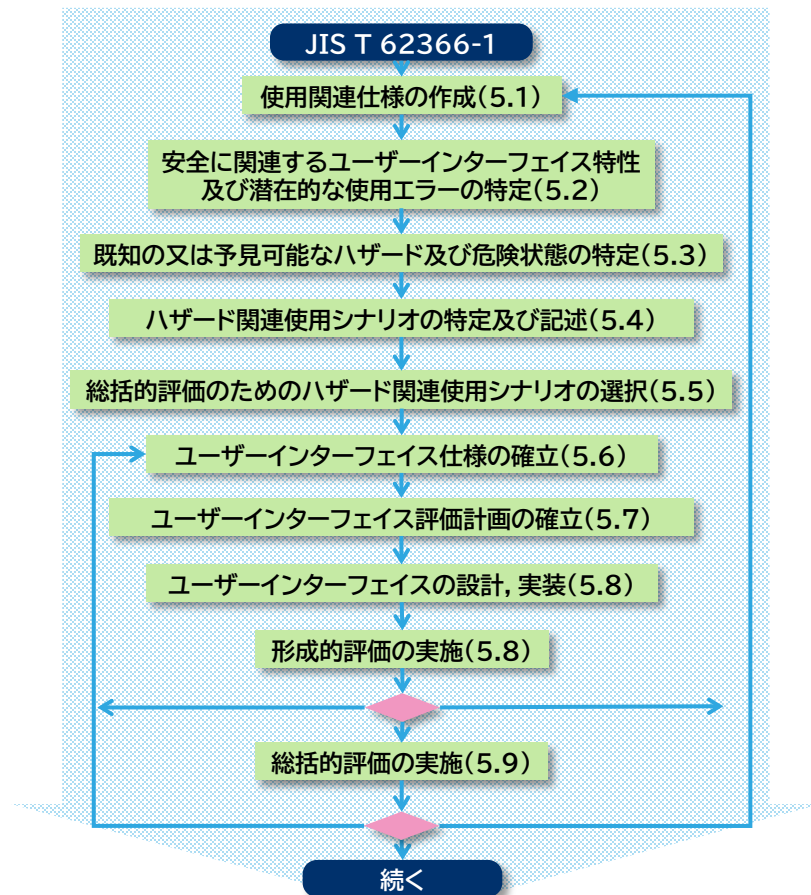 JIS T 62366-1
使用関連仕様の作成(5.1)
安全に関連するユーザーインターフェイス特性
及び潜在的な使用エラーの特定(5.2)
既知の又は予見可能なハザード及び危険状態の特定(5.3)
ハザード関連使用シナリオの特定及び記述(5.4)
総括的評価のためのハザード関連使用シナリオの選択(5.5)
ユーザーインターフェイス仕様の確立(5.6)
ユーザーインターフェイス評価計画の確立(5.7)
ユーザーインターフェイスの設計, 実装(5.8)
形成的評価の実施(5.8)
総括的評価の実施(5.9)
続く